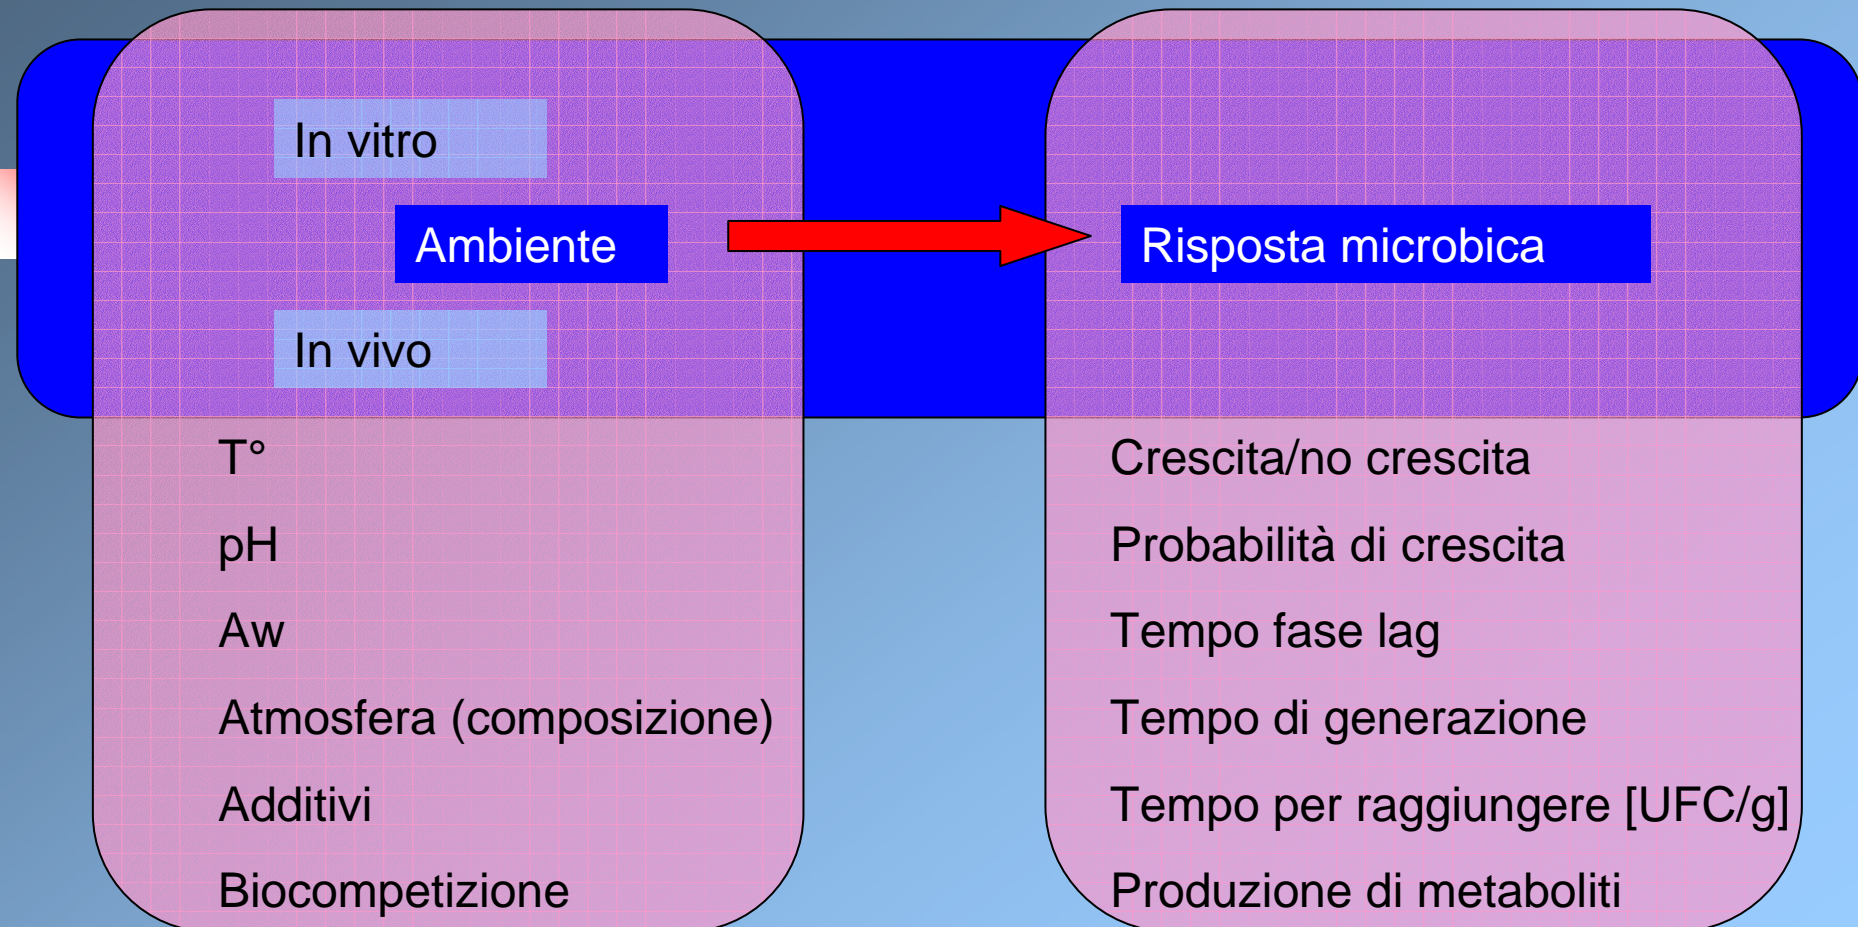 In vitro
Ambiente
In vivo
T°
pH
Aw
Atmosfera (composizione)
Additivi
Biocompetizione
Risposta microbica
Crescita/no crescita
Probabilità di crescita
Tempo fase lag
Tempo di generazione
Tempo per raggiungere [UFC/g]
Produzione di metaboliti